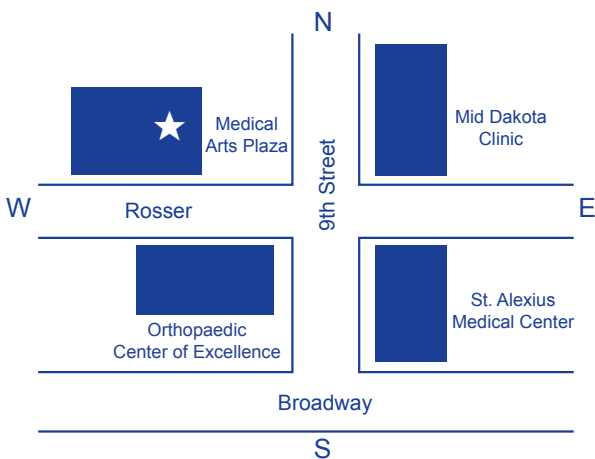 N
Medical
Arts Plaza
Mid Dakota
Clinic
9th Street
W
Rosser
E
Orthopaedic
Center of Excellence
St. Alexius
Medical Center
Broadway
S